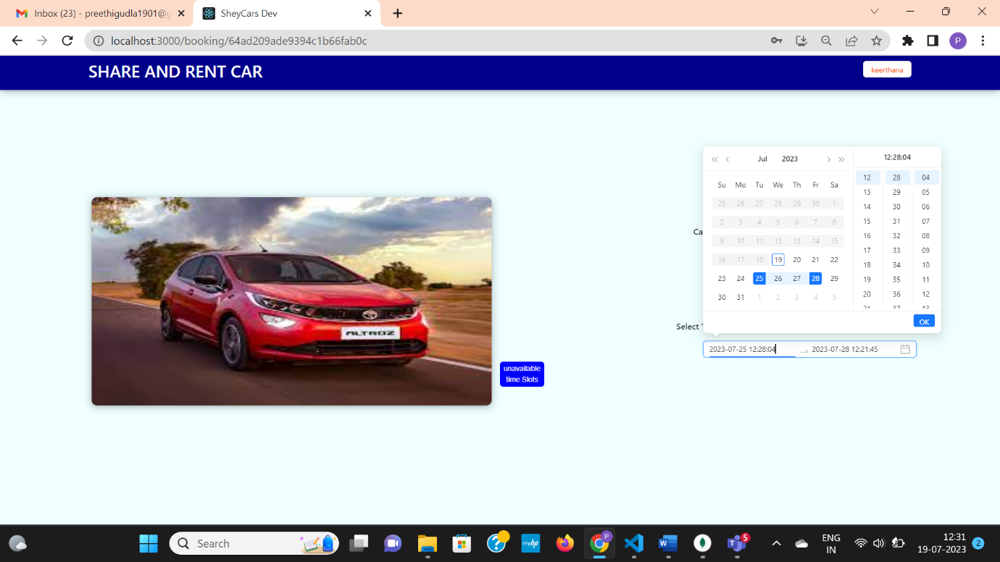 Inbox (23) - preethigudla1901@g
SheyCars Dev
localhost:3000/booking/64ad209ade9394c1b66fab0c
P
SHARE AND RENT CAR
keerthana
Jul 2023
12:28:04
Su Mo Tu We Th Fr Sa
25 26 27 28 29 30 1
2 3 4 5 6 7 8
9 10 11 12 13 14 15
16 17 18 19 20 21 22
23 24 25 26 27 28 29
30 31 1 2 3 4 5
12 28 04
13 29 05
14 30 06
15 31 07
16 32 08
17 33 09
18 34 10
19 35 11
20 36 12
21 37 13
OK
Ca
Select T
2023-07-25 12:28:04 2023-07-28 12:21:45
ALTROZ
unavailable
time Slots
Search
myhp
P
5
ENG
IN
12:31
19-07-2023
2